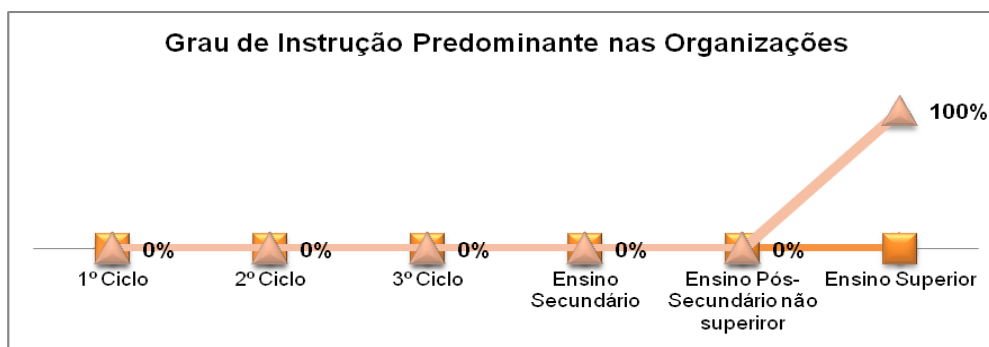 Grau de Instrução Predominante nas Organizações
100%
0%
0%
0%
0%
0%
1º Ciclo
2º Ciclo
3º Ciclo
Ensino
Secundário
Ensino Pós-
Secundário não
superiror
Ensino Superior